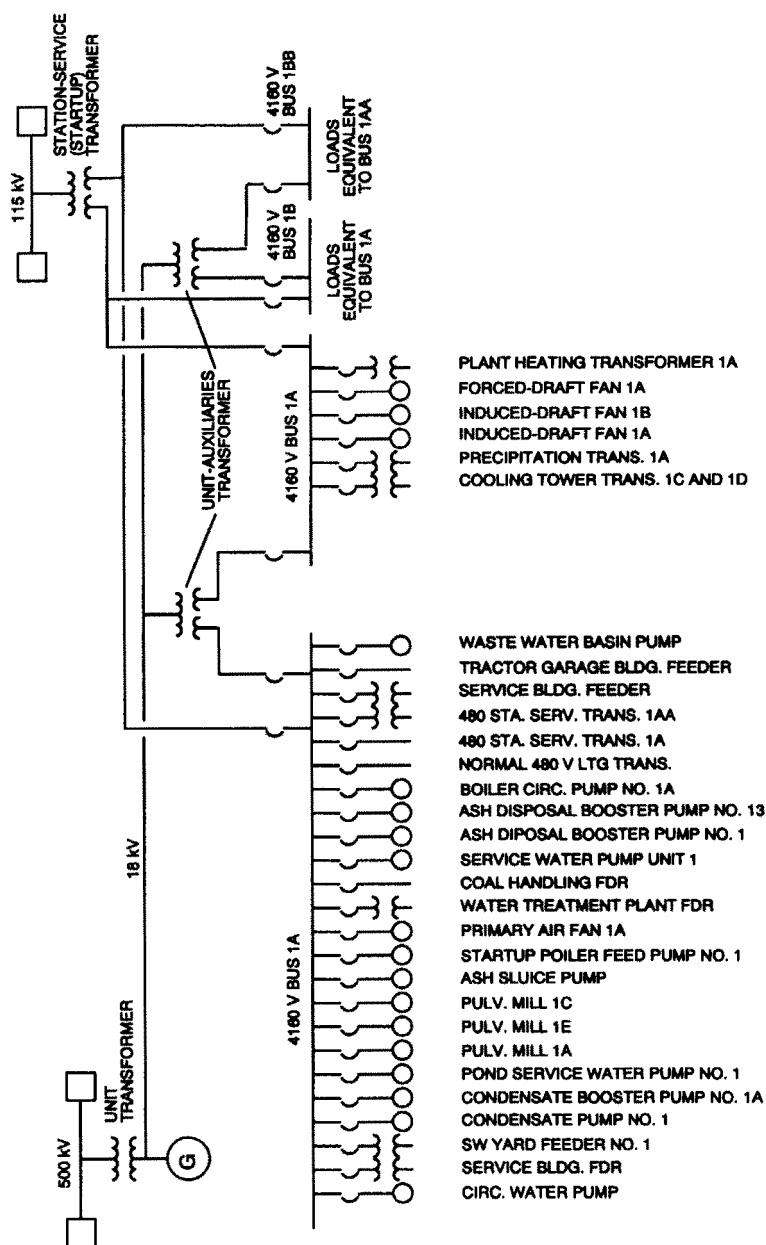 115 kV
STATION-SERVICE
(STARTUP)
TRANSFORMER
4160 V
BUS 1BB
LOADS
EQUIVALENT
TO BUS 1AA
4160 V
BUS 1B
LOADS
EQUIVALENT
TO BUS 1A
UNIT-AUXILIARIES
TRANSFORMER
4160 V BUS 1A
PLANT HEATING TRANSFORMER 1A
FORCED-DRAFT FAN 1A
INDUCED-DRAFT FAN 1B
INDUCED-DRAFT FAN 1A
PRECIPITATION TRANS. 1A
COOLING TOWER TRANS. 1C AND 1D
WASTE WATER BASIN PUMP
TRACTOR GARAGE BLDG. FEEDER
SERVICE BLDG. FEEDER
480 STA. SERV. TRANS. 1AA
480 STA. SERV. TRANS. 1A
NORMAL 480 V LTG TRANS.
BOILER CIRC. PUMP NO. 1A
ASH DISPOSAL BOOSTER PUMP NO. 13
ASH DIPOSAL BOOSTER PUMP NO. 1
SERVICE WATER PUMP UNIT 1
COAL HANDLING FDR
WATER TREATMENT PLANT FDR
PRIMARY AIR FAN 1A
STARTUP POILER FEED PUMP NO. 1
ASH SLUICE PUMP
PULV. MILL 1C
PULV. MILL 1E
PULV. MILL 1A
POND SERVICE WATER PUMP NO. 1
CONDENSATE BOOSTER PUMP NO. 1A
CONDENSATE PUMP NO. 1
SW YARD FEEDER NO. 1
SERVICE BLDG. FDR
CIRC. WATER PUMP
18 kV
4160 V BUS 1A
500 kV
UNIT
TRANSFORMER
G